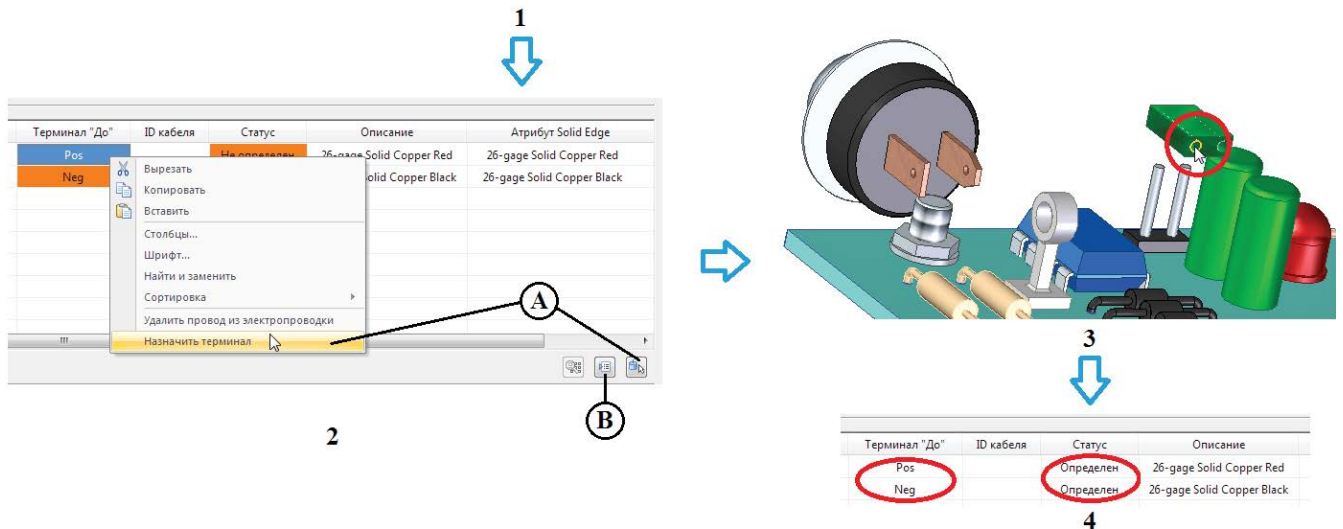 1
Терминал "До" ID кабеля Статус Описание Атрибут Solid Edge
Pos Не определен 26-gage Solid Copper Red 26-gage Solid Copper Red
Neg Solid Copper Black 26-gage Solid Copper Black
Вырезать
Копировать
Вставить
Столбцы...
Шрифт...
Найти и заменить
Сортировка
Удалить провод из электропроводки
Назначить терминал
A
B
2
3
Терминал "До" ID кабеля Статус Описание
Pos Определен 26-gage Solid Copper Red
Neg Определен 26-gage Solid Copper Black
4